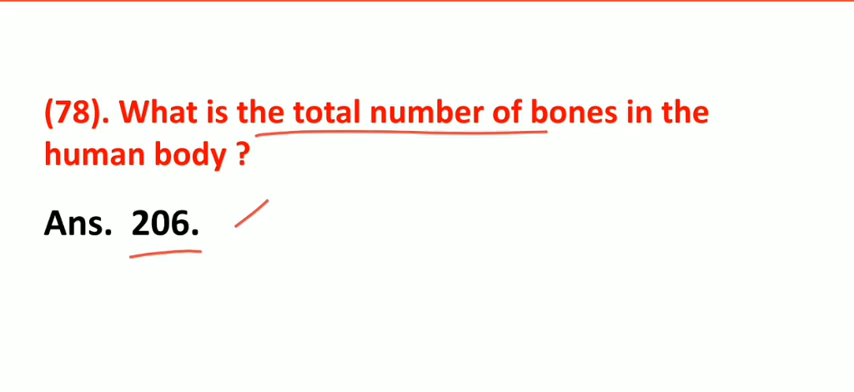 (78). What is the total number of bones in the
human body ?
Ans. 206.